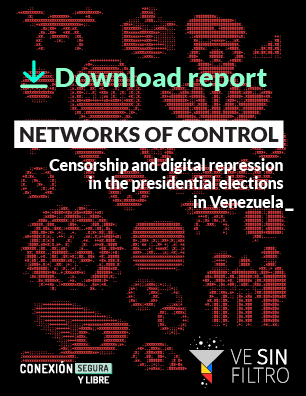 Download report
NETWORKS OF CONTROL
Censorship and digital repression
in the presidential elections
in Venezuela_
CONEXIÓN SEGURA
Y LIBRE
VE SIN
FILTRO